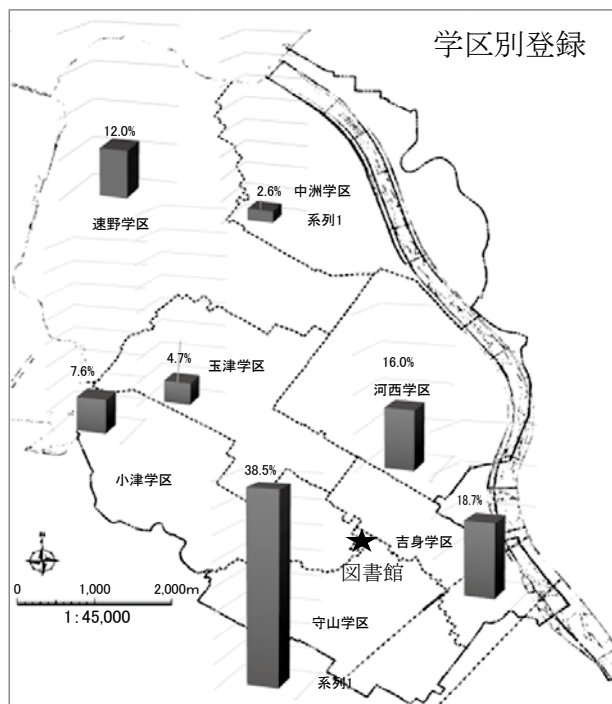 学区別登録
12.0%
2.6%
中洲学区
系列1
速野学区
4.7%
玉津学区
7.6%
16.0%
河西学区
小津学区
38.5%
18.7%
吉身学区
図書館
N
0 1,000 2,000m
1:45,000
守山学区
系列1